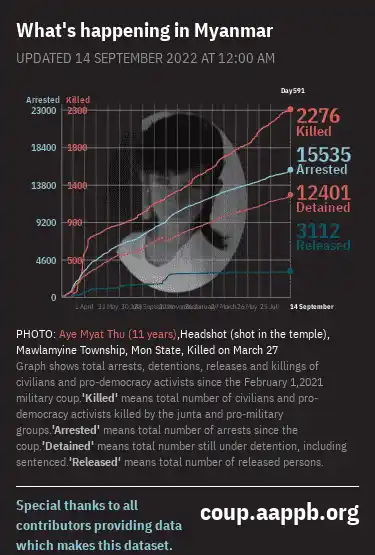 What's happening in Myanmar
UPDATED 14 SEPTEMBER 2022 AT 12:00 AM
Day591
Arrested Killed
23000 2300
2276
Killed
18400 1800
15535
Arrested
13800 1400
12401
Detained
9200 900
3112
Released
4600 500
0
14 September
PHOTO: Aye Myat Thu (11 years),Headshot (shot in the temple),
Mawlamyine Township, Mon State, Killed on March 27
Graph shows total arrests, detentions, releases and killings of
civilians and pro-democracy activists since the February 1,2021
military coup.'Killed' means total number of civilians and pro-
democracy activists killed by the junta and pro-military
groups.'Arrested' means total number of arrests since the
coup.'Detained' means total number still under detention, including
sentenced.'Released' means total number of released persons.
Special thanks to all
contributors providing data
which makes this dataset.
coup.aappb.org